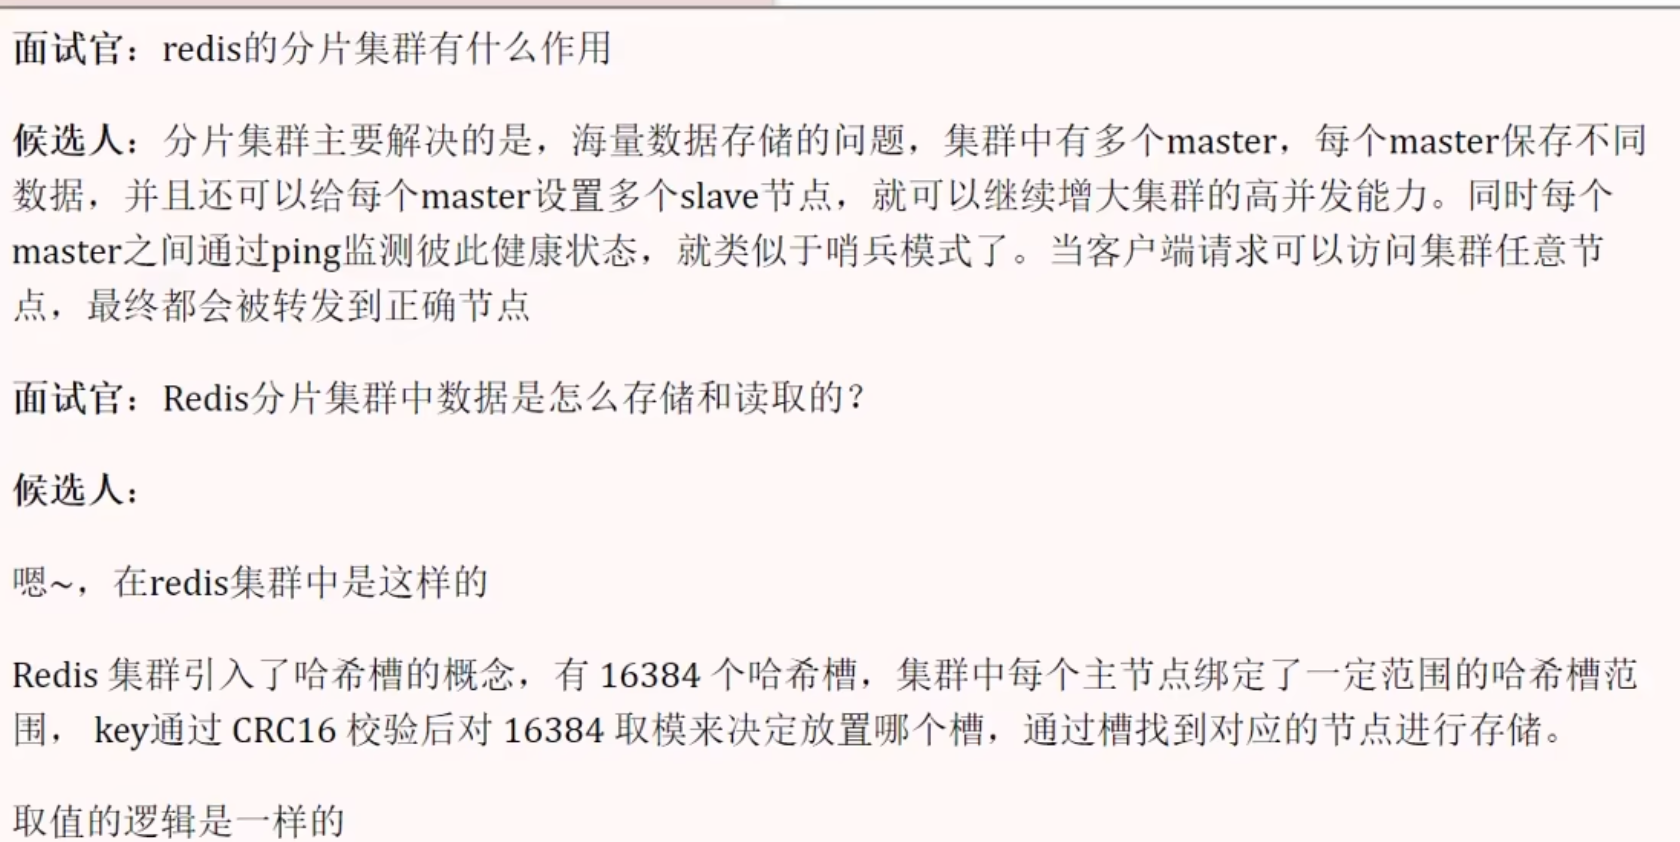 面试官：redis的分片集群有什么作用
候选人：分片集群主要解决的是，海量数据存储的问题，集群中有多个master，每个master保存不同
数据，并且还可以给每个master设置多个slave节点，就可以继续增大集群的高并发能力。同时每个
master之间通过ping监测彼此健康状态，就类似于哨兵模式了。当客户端请求可以访问集群任意节
点，最终都会被转发到正确节点
面试官：Redis分片集群中数据是怎么存储和读取的？
候选人：
嗯~，在redis集群中是这样的
Redis 集群引入了哈希槽的概念，有 16384 个哈希槽，集群中每个主节点绑定了一定范围的哈希槽范
围， key通过 CRC16 校验后对 16384 取模来决定放置哪个槽，通过槽找到对应的节点进行存储。
取值的逻辑是一样的